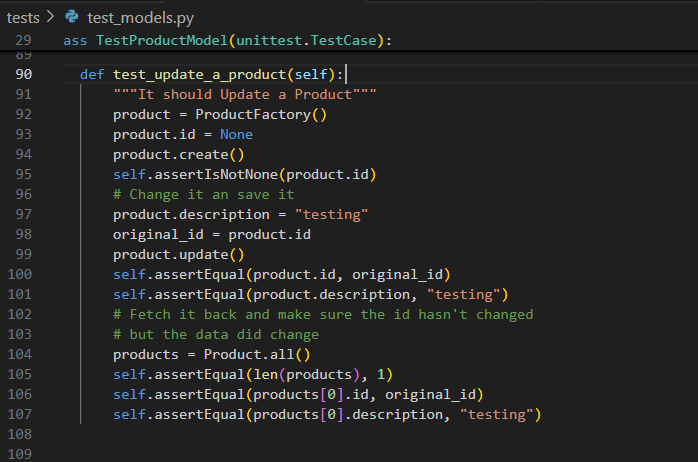 tests > test_models.py
29 ass TestProductModel(unittest.TestCase):
89
90 def test_update_a_product(self):
91 """It should Update a Product"""
92 product = ProductFactory()
93 product.id = None
94 product.create()
95 self.assertIsNotNone(product.id)
96 # Change it an save it
97 product.description = "testing"
98 original_id = product.id
99 product.update()
100 self.assertEqual(product.id, original_id)
101 self.assertEqual(product.description, "testing")
102 # Fetch it back and make sure the id hasn't changed
103 # but the data did change
104 products = Product.all()
105 self.assertEqual(len(products), 1)
106 self.assertEqual(products[0].id, original_id)
107 self.assertEqual(products[0].description, "testing")
108
109